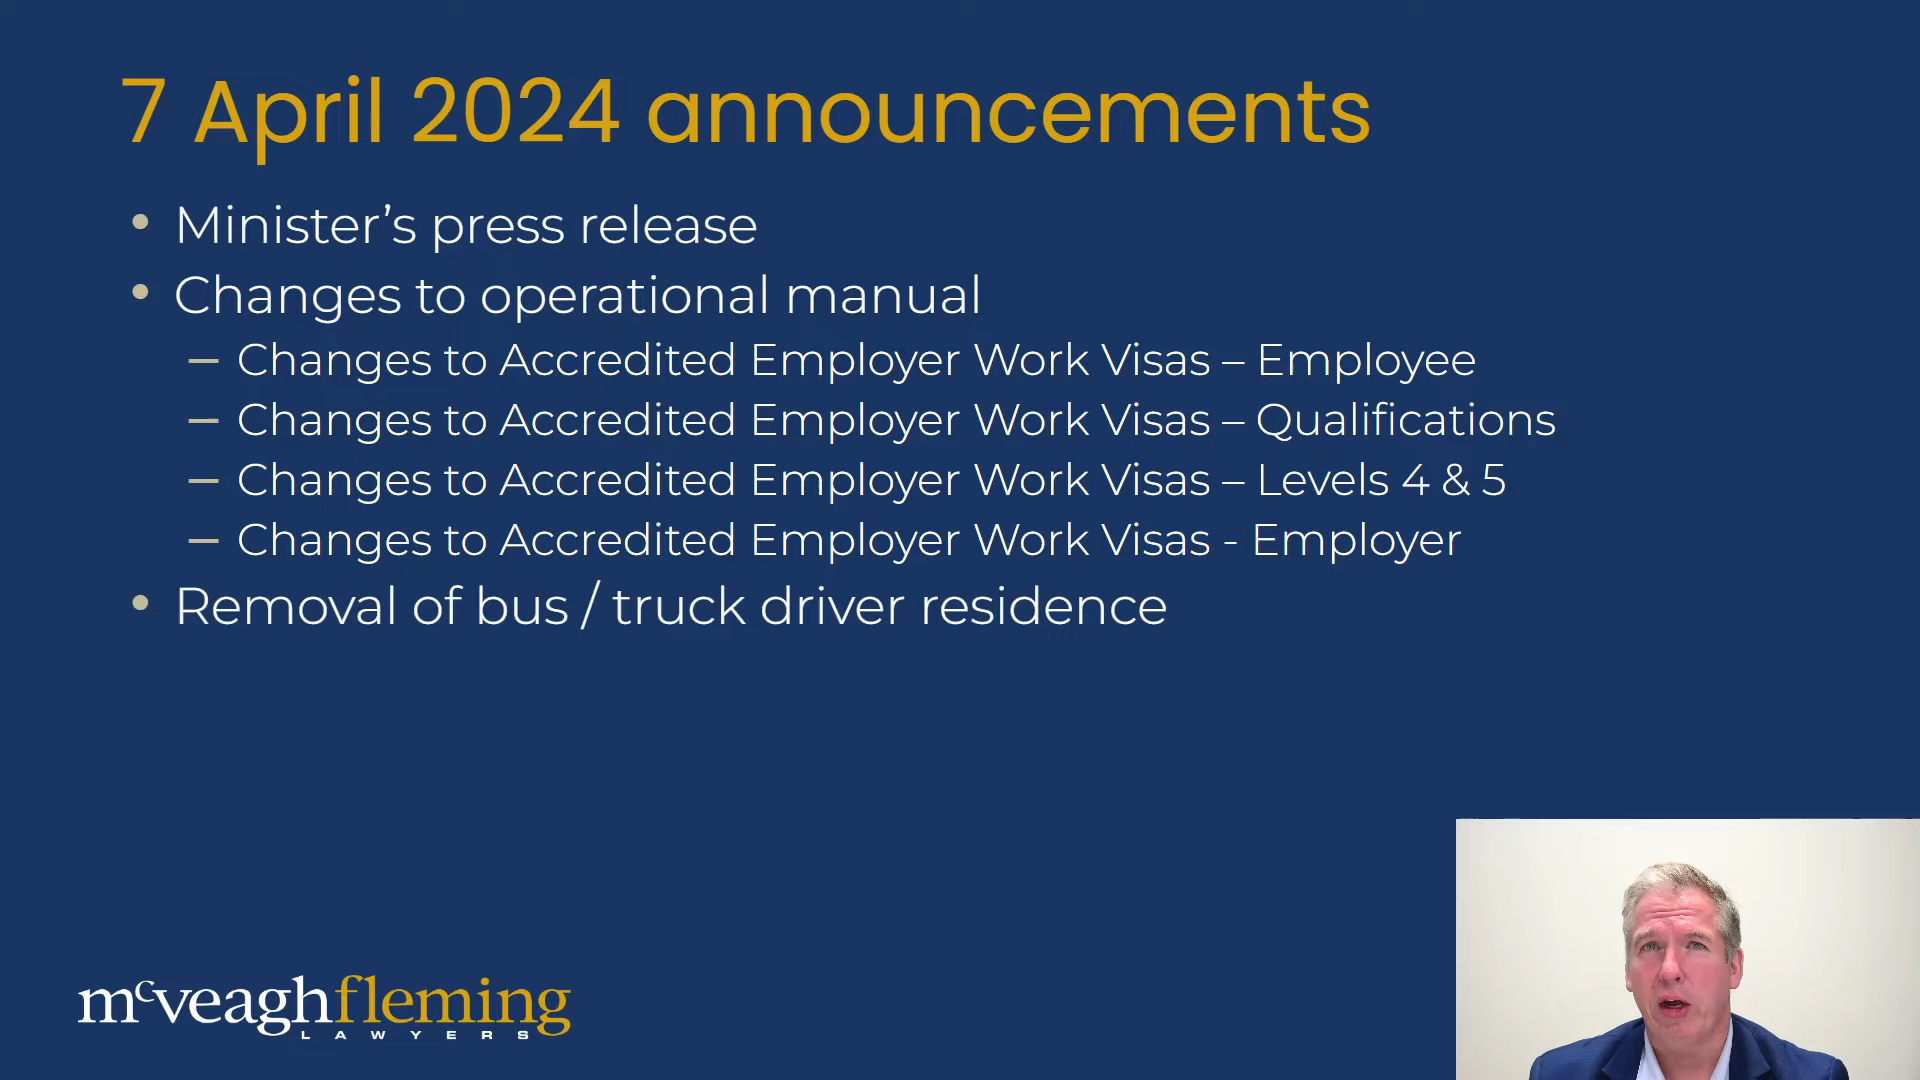 7 April 2024 announcements
• Minister’s press release
• Changes to operational manual
– Changes to Accredited Employer Work Visas – Employee
– Changes to Accredited Employer Work Visas – Qualifications
– Changes to Accredited Employer Work Visas – Levels 4 & 5
– Changes to Accredited Employer Work Visas - Employer
• Removal of bus / truck driver residence
mcveaghfleming
LAWYERS